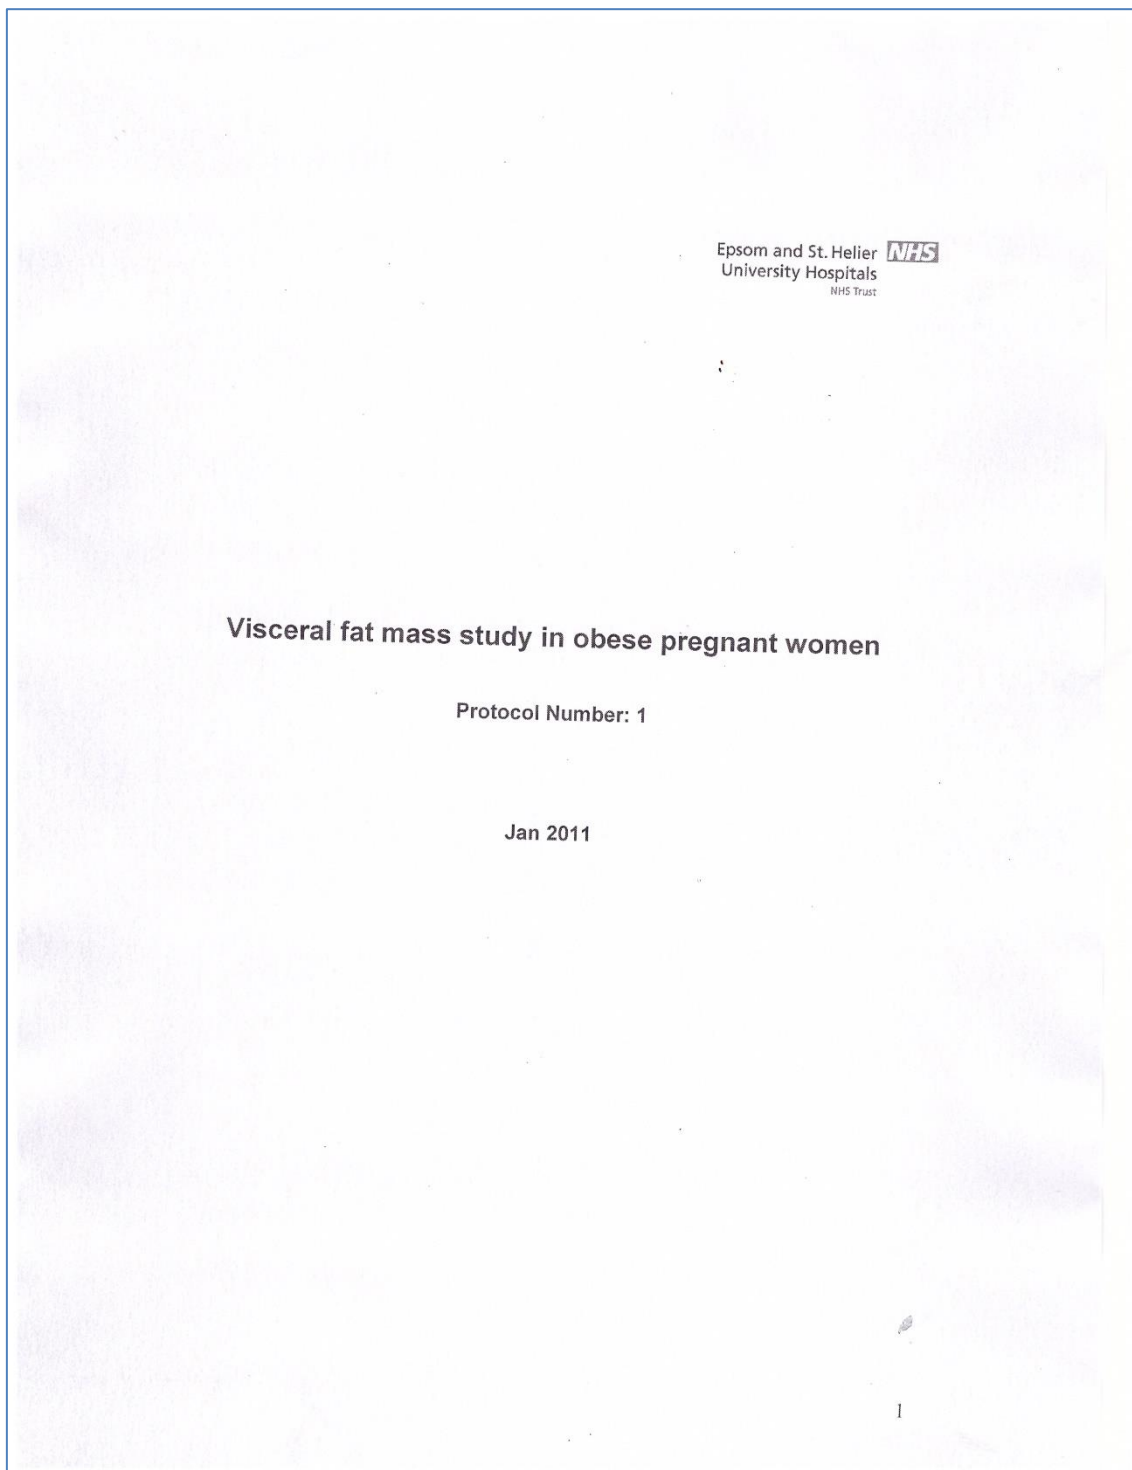 Epsom and St. Helier NHS
University Hospitals
NHS Trust
Visceral fat mass study in obese pregnant women
Protocol Number: 1
Jan 2011
1